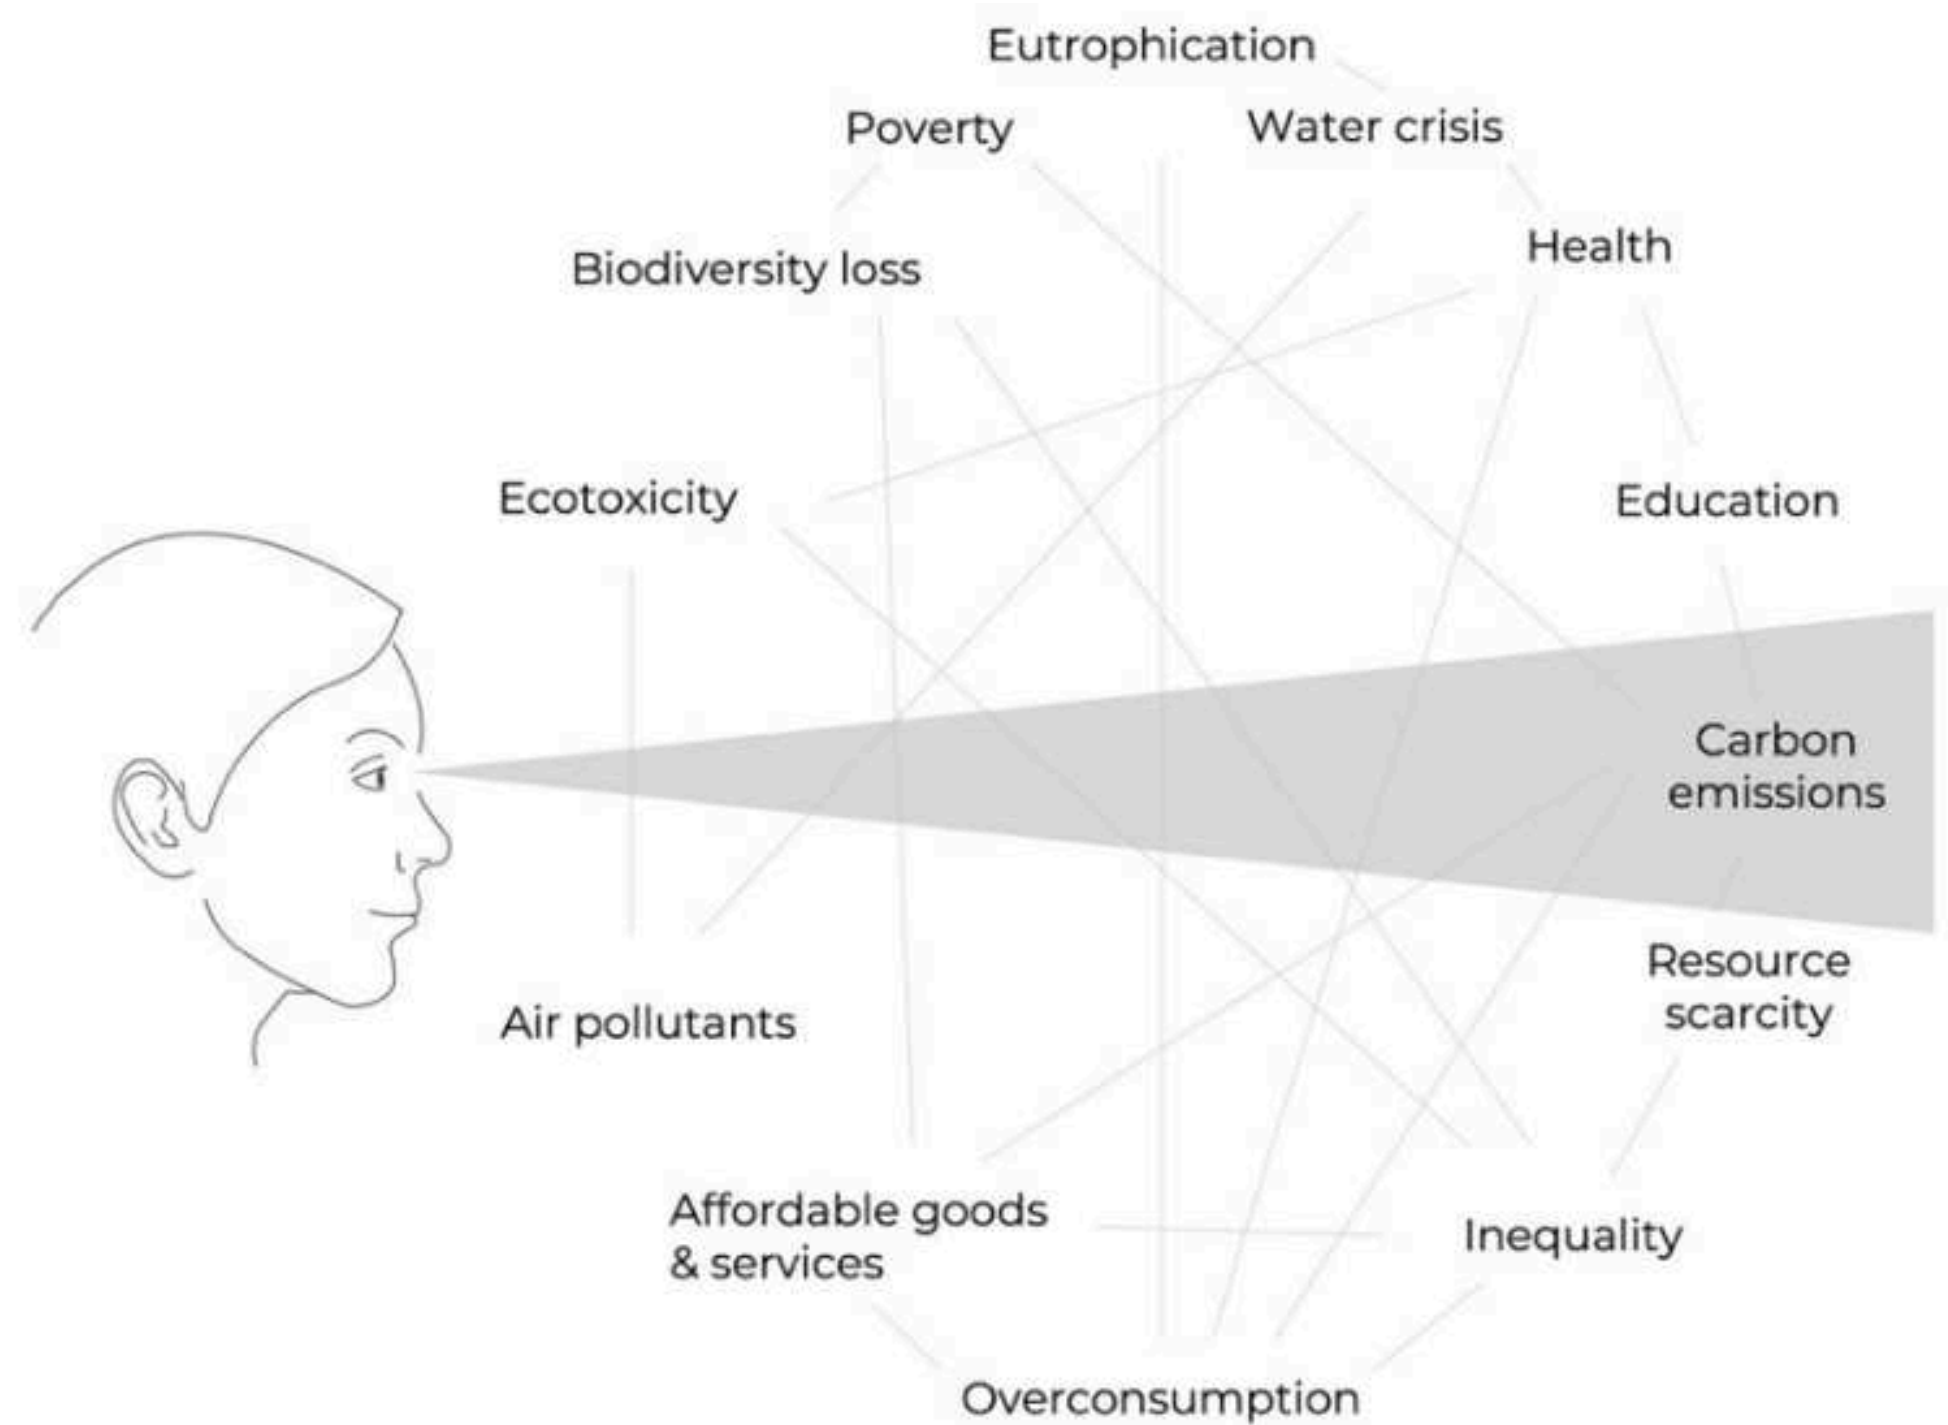 Eutrophication
Poverty
Water crisis
Health
Biodiversity loss
Ecotoxicity
Education
Carbon
emissions
Resource
scarcity
Air pollutants
Affordable goods
& services
Inequality
Overconsumption